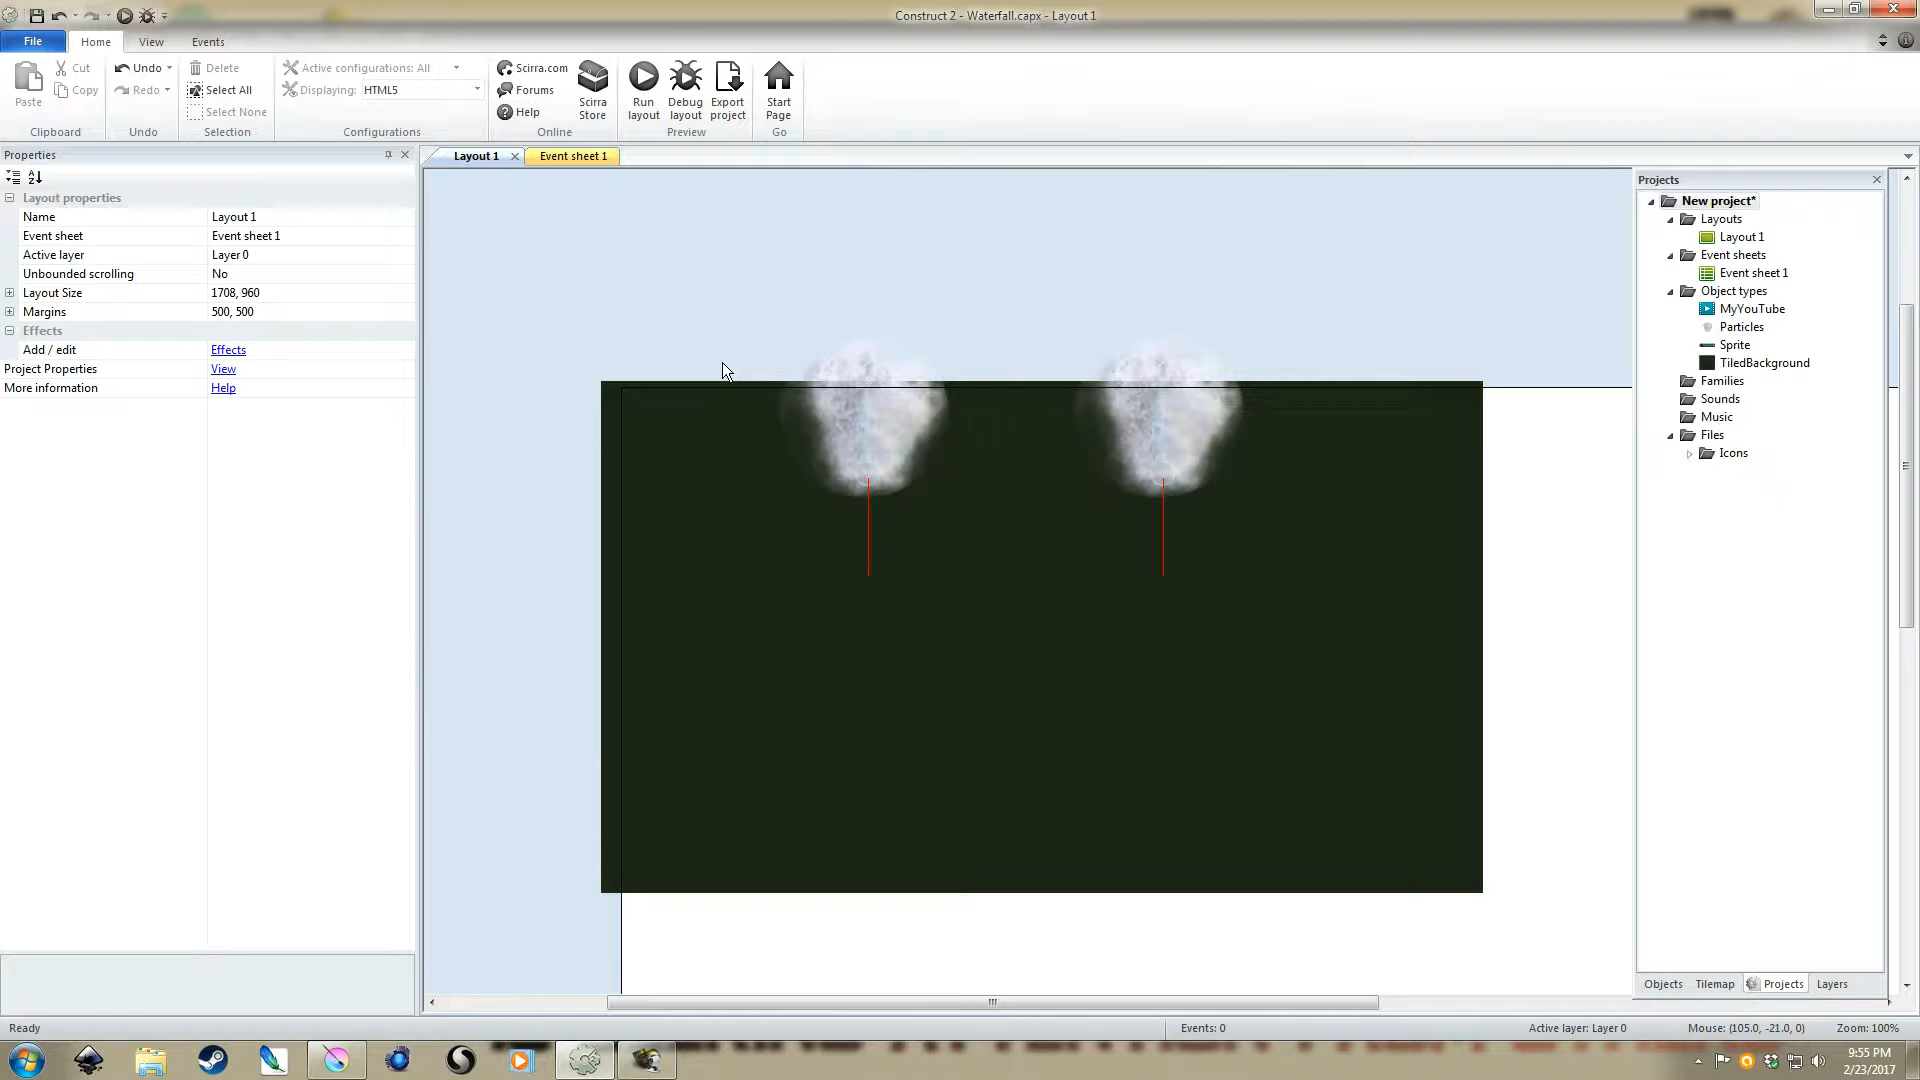 Construct 2 - Waterfall.capx - Layout 1
File Home View Events
Paste
Cut
Copy
Clipboard
Undo
Redo
Undo
Delete
Select All
Select None
Selection
Active configurations: All
Displaying: HTML5
Configurations
Scirra.com
Forums
Help
Scirra Store
Online
Run layout
Debug layout
Export project
Preview
Start Page
Go
Properties
Layout 1
Event sheet 1
Layout properties
Name Layout 1
Event sheet Event sheet 1
Active layer Layer 0
Unbounded scrolling No
Layout Size 1708, 960
Margins 500, 500
Effects
Add / edit Effects
Project Properties View
More information Help
Projects
New project*
Layouts
Layout 1
Event sheets
Event sheet 1
Object types
MyYouTube
Particles
Sprite
TiledBackground
Families
Sounds
Music
Files
Icons
Objects Tilemap Projects Layers
Ready
Events: 0
Active layer: Layer 0
Mouse: (105.0, -21.0, 0)
Zoom: 100%
9:55 PM
2/23/2017